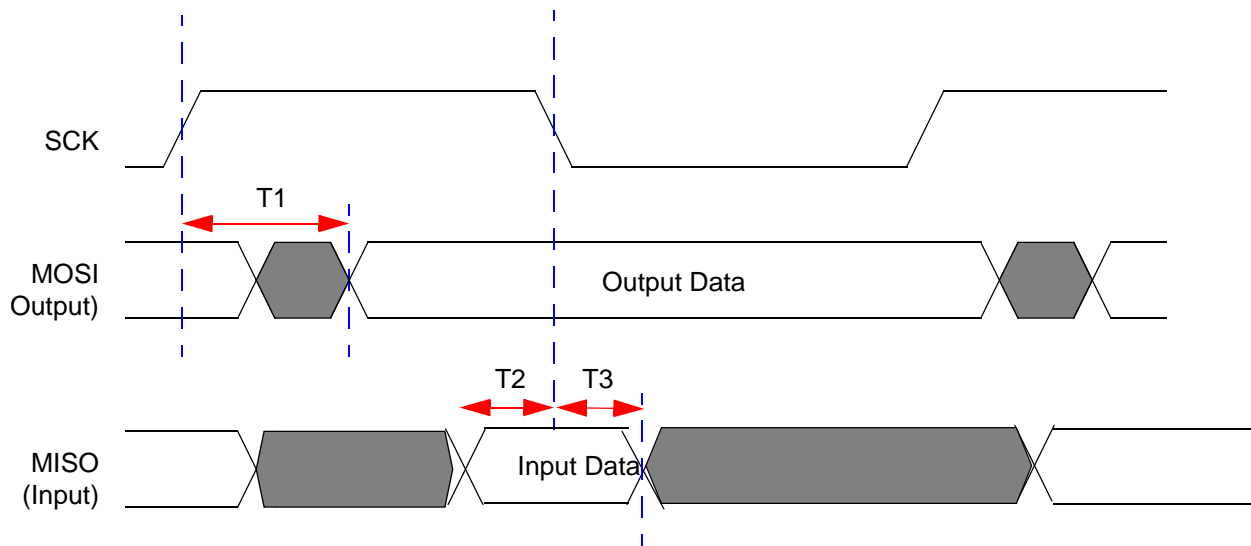 SCK
T1
MOSI
Output)
Output Data
T2
T3
MISO
(Input)
Input Data